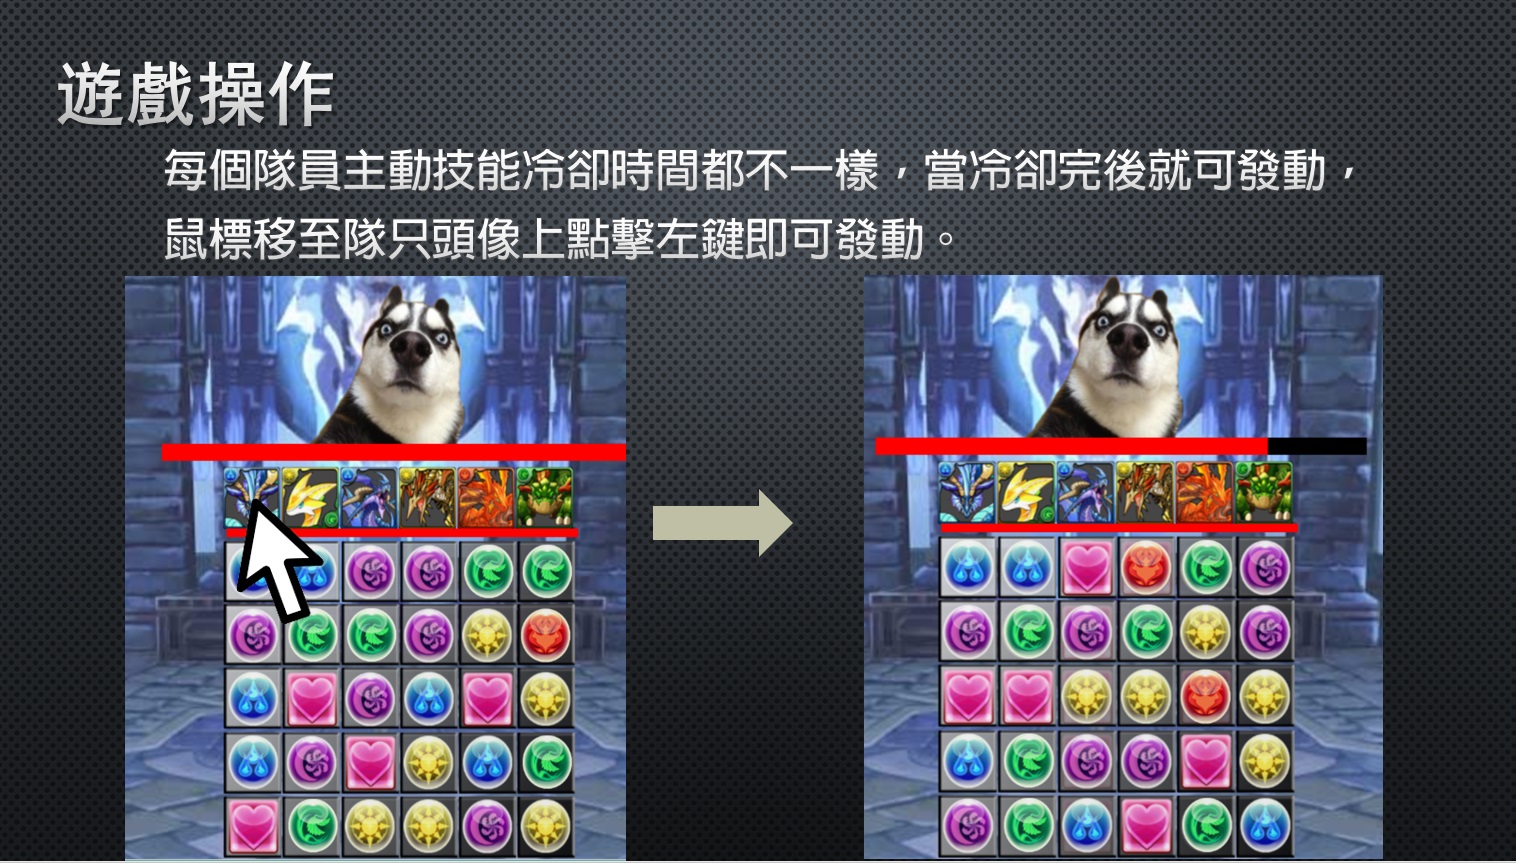 遊戲操作
每個隊員主動技能冷卻時間都不一樣，當冷卻完後就可發動，
鼠標移至隊只頭像上點擊左鍵即可發動。